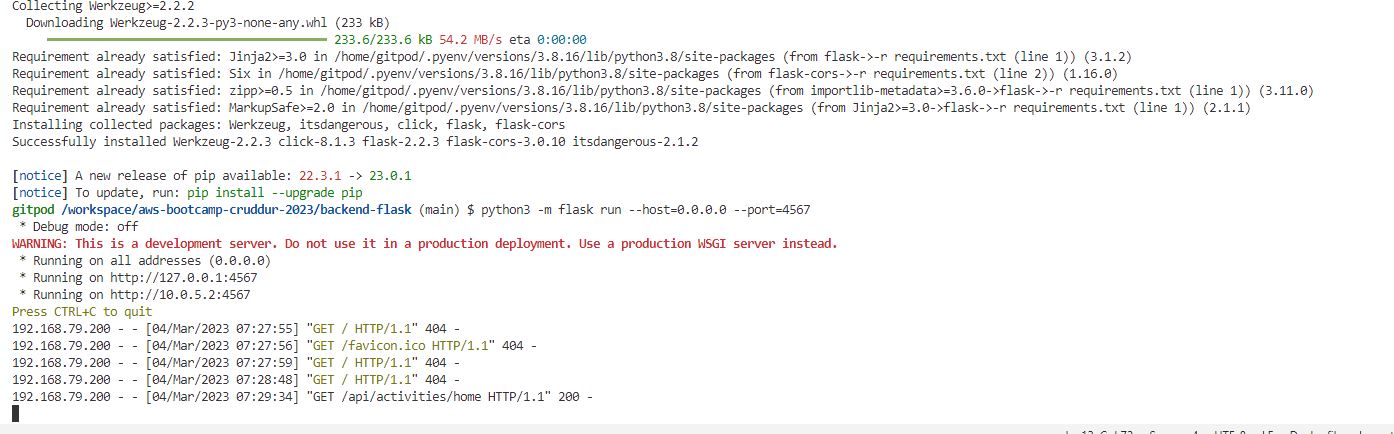 Collecting Werkzeug>=2.2.2
Downloading Werkzeug-2.2.3-py3-none-any.whl (233 kB)
233.6/233.6 kB 54.2 MB/s eta 0:00:00
Requirement already satisfied: Jinja2>=3.0 in /home/gitpod/.pyenv/versions/3.8.16/lib/python3.8/site-packages (from flask->-r requirements.txt (line 1)) (3.1.2)
Requirement already satisfied: Six in /home/gitpod/.pyenv/versions/3.8.16/lib/python3.8/site-packages (from flask-cors->-r requirements.txt (line 2)) (1.16.0)
Requirement already satisfied: zipp>=0.5 in /home/gitpod/.pyenv/versions/3.8.16/lib/python3.8/site-packages (from importlib-metadata>=3.6.0->flask->-r requirements.txt (line 1)) (3.11.0)
Requirement already satisfied: MarkupSafe>=2.0 in /home/gitpod/.pyenv/versions/3.8.16/lib/python3.8/site-packages (from Jinja2>=3.0->flask->-r requirements.txt (line 1)) (2.1.1)
Installing collected packages: Werkzeug, itsdangerous, click, flask, flask-cors
Successfully installed Werkzeug-2.2.3 click-8.1.3 flask-2.2.3 flask-cors-3.0.10 itsdangerous-2.1.2
[notice] A new release of pip available: 22.3.1 -> 23.0.1
[notice] To update, run: pip install --upgrade pip
gitpod /workspace/aws-bootcamp-cruddur-2023/backend-flask (main) $ python3 -m flask run --host=0.0.0.0 --port=4567
* Debug mode: off
WARNING: This is a development server. Do not use it in a production deployment. Use a production WSGI server instead.
* Running on all addresses (0.0.0.0)
* Running on http://127.0.0.1:4567
* Running on http://10.0.5.2:4567
Press CTRL+C to quit
192.168.79.200 - - [04/Mar/2023 07:27:55] "GET / HTTP/1.1" 404 -
192.168.79.200 - - [04/Mar/2023 07:27:56] "GET /favicon.ico HTTP/1.1" 404 -
192.168.79.200 - - [04/Mar/2023 07:27:59] "GET / HTTP/1.1" 404 -
192.168.79.200 - - [04/Mar/2023 07:28:48] "GET / HTTP/1.1" 404 -
192.168.79.200 - - [04/Mar/2023 07:29:34] "GET /api/activities/home HTTP/1.1" 200 -